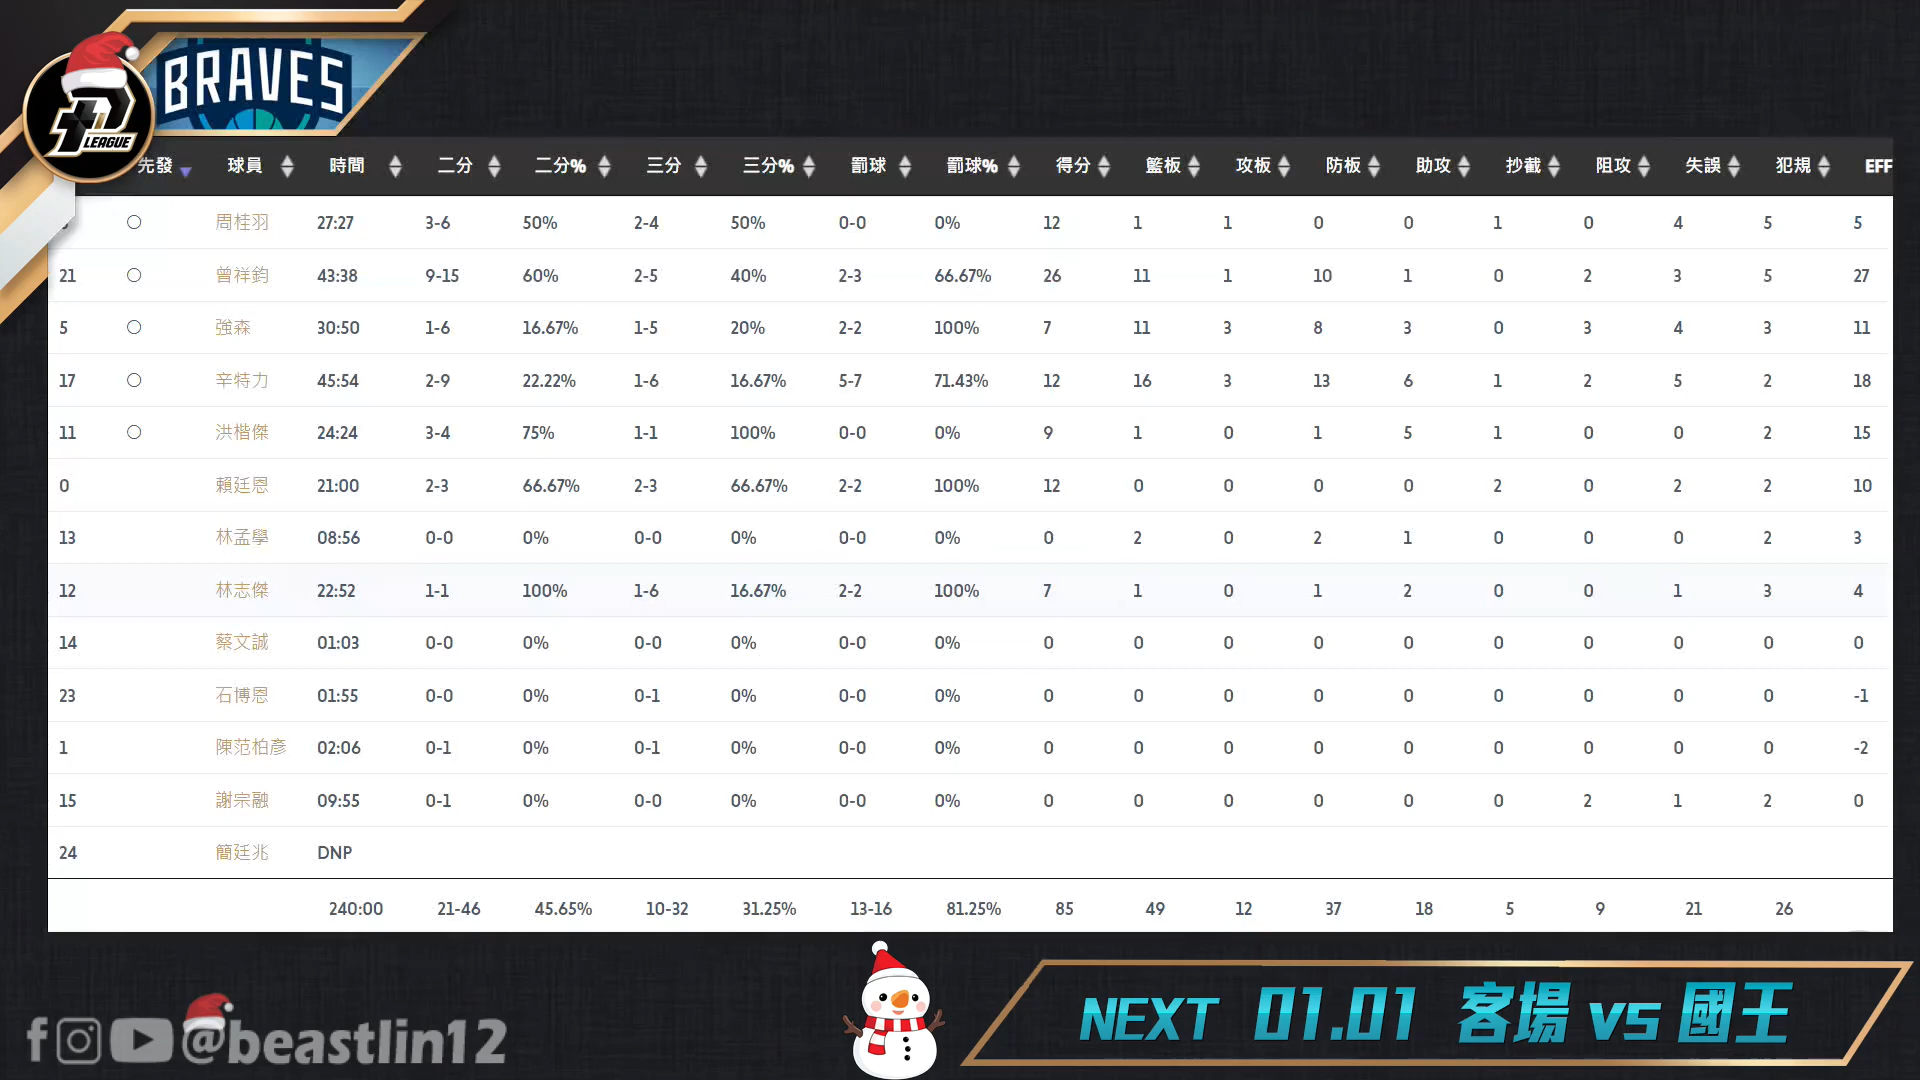 BRAVES
P LEAGUE
先發 球員 時間 二分 二分% 三分 三分% 罰球 罰球% 得分 籃板 攻板 防板 助攻 抄截 阻攻 失誤 犯規 EFF
○ 周桂羽 27:27 3-6 50% 2-4 50% 0-0 0% 12 1 1 0 0 1 0 4 5 5
21 ○ 曾祥鈞 43:38 9-15 60% 2-5 40% 2-3 66.67% 26 11 1 10 1 0 2 3 5 27
5 ○ 強森 30:50 1-6 16.67% 1-5 20% 2-2 100% 7 11 3 8 3 0 3 4 3 11
17 ○ 辛特力 45:54 2-9 22.22% 1-6 16.67% 5-7 71.43% 12 16 3 13 6 1 2 5 2 18
11 ○ 洪楷傑 24:24 3-4 75% 1-1 100% 0-0 0% 9 1 0 1 5 1 0 0 2 15
0 賴廷恩 21:00 2-3 66.67% 2-3 66.67% 2-2 100% 12 0 0 0 0 2 0 2 2 10
13 林孟學 08:56 0-0 0% 0-0 0% 0-0 0% 0 2 0 2 1 0 0 0 2 3
12 林志傑 22:52 1-1 100% 1-6 16.67% 2-2 100% 7 1 0 1 2 0 0 1 3 4
14 蔡文誠 01:03 0-0 0% 0-0 0% 0-0 0% 0 0 0 0 0 0 0 0 0 0
23 石博恩 01:55 0-0 0% 0-1 0% 0-0 0% 0 0 0 0 0 0 0 0 0 -1
1 陳范柏彥 02:06 0-1 0% 0-1 0% 0-0 0% 0 0 0 0 0 0 0 0 0 -2
15 謝宗融 09:55 0-1 0% 0-0 0% 0-0 0% 0 0 0 0 0 0 2 1 2 0
24 簡廷兆 DNP
240:00 21-46 45.65% 10-32 31.25% 13-16 81.25% 85 49 12 37 18 5 9 21 26
@beastlin12
NEXT 01.01 客場 vs 國王